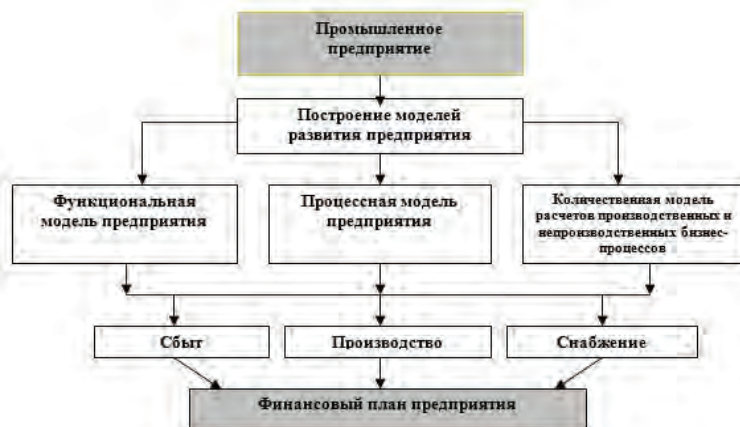 Промышленное
предприятие
Построение моделей
развития предприятия
Функциональная
модель предприятия
Процессная модель
предприятия
Количественная модель
расчетов производственных и
непроизводственных бизнес-
процессов
Сбыт
Производство
Снабжение
Финансовый план предприятия